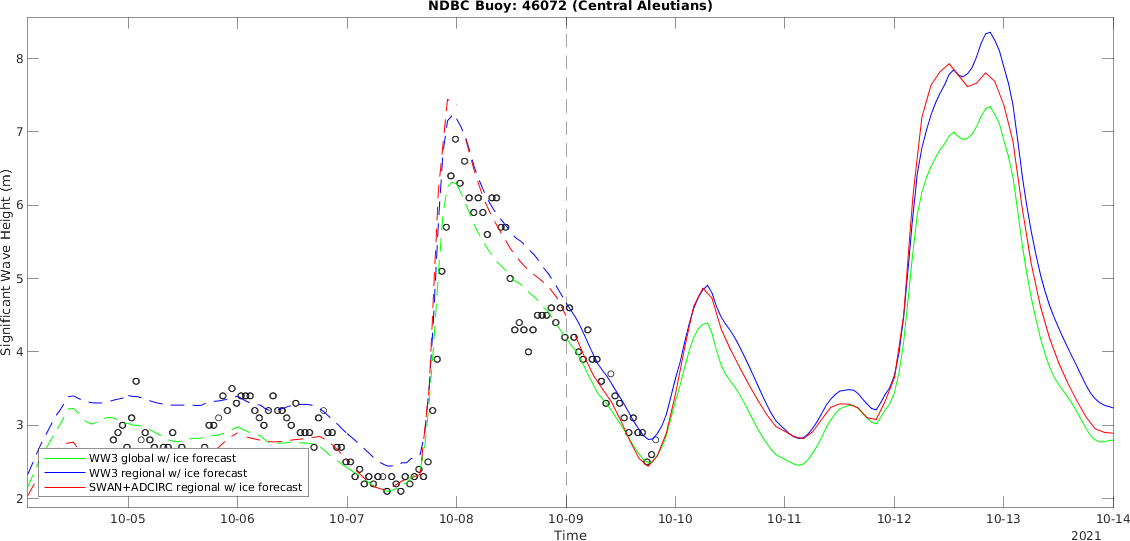 NDBC Buoy: 46072 (Central Aleutians)
Significant Wave Height (m)
8
7
6
5
4
3
2
WW3 global w/ ice forecast
WW3 regional w/ ice forecast
SWAN+ADCIRC regional w/ ice forecast
10-05 10-06 10-07 10-08 10-09 10-10 10-11 10-12 10-13 10-14
Time
2021